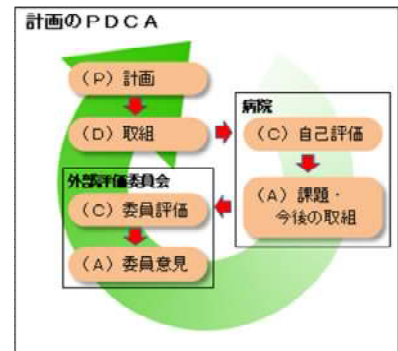 計画のPDCA
(P)計画
(D)取組
病院
(C)自己評価
(A)課題・
今後の取組
外部評価委員会
(C)委員評価
(A)委員意見